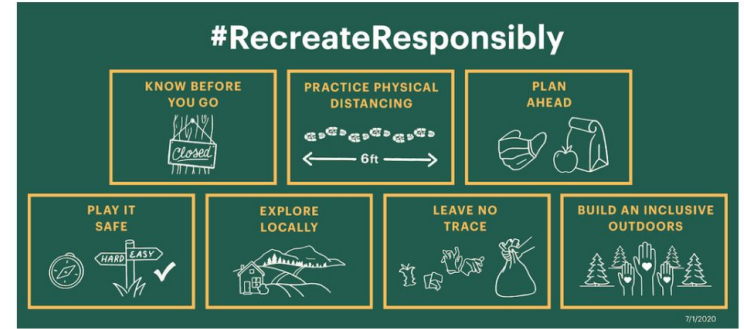 #RecreateResponsibly
KNOW BEFORE
YOU GO
Closed
PRACTICE PHYSICAL
DISTANCING
6ft
PLAN
AHEAD
PLAY IT
SAFE
HARD
EASY
EXPLORE
LOCALLY
LEAVE NO
TRACE
BUILD AN INCLUSIVE
OUTDOORS
7/1/2020